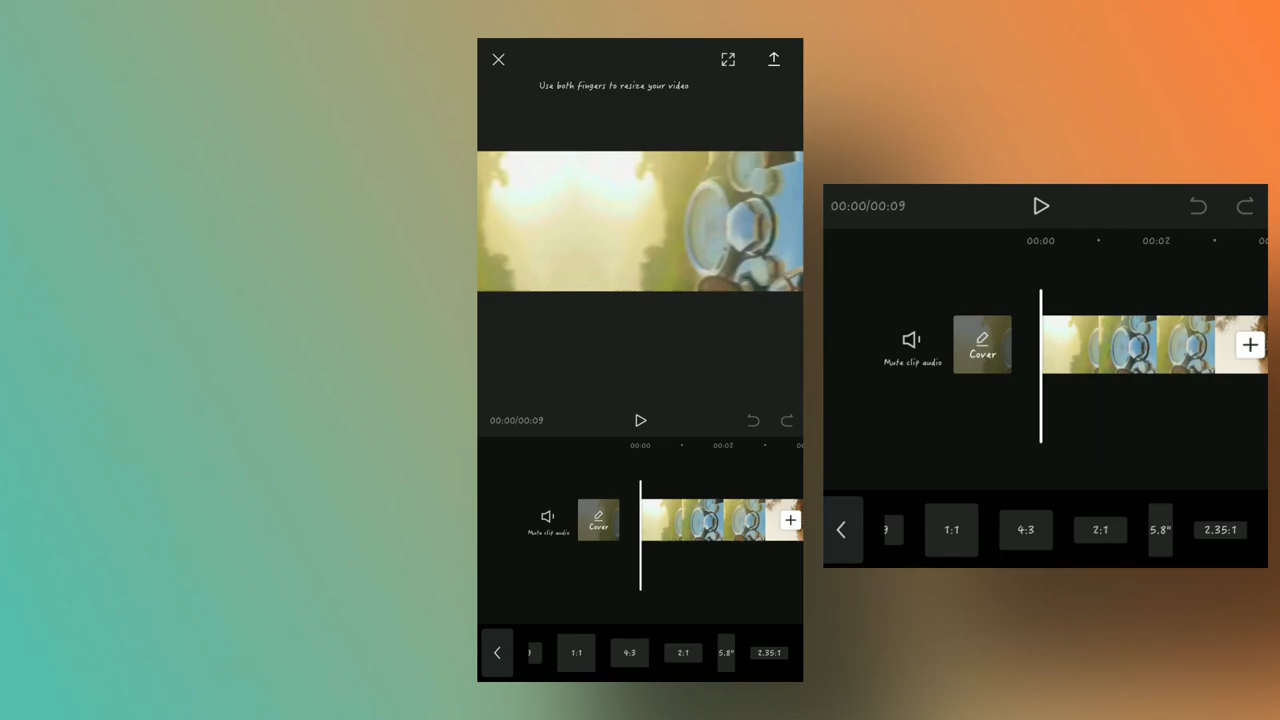 Use both fingers to resize your video
00:00/00:09
00:00 00:02
Mute clip audio
Cover
1:1 4:3 2:1 5.8" 2.35:1
00:00/00:09
00:00 00:02
Mute clip audio
Cover
1:1 4:3 2:1 5.8" 2.35:1